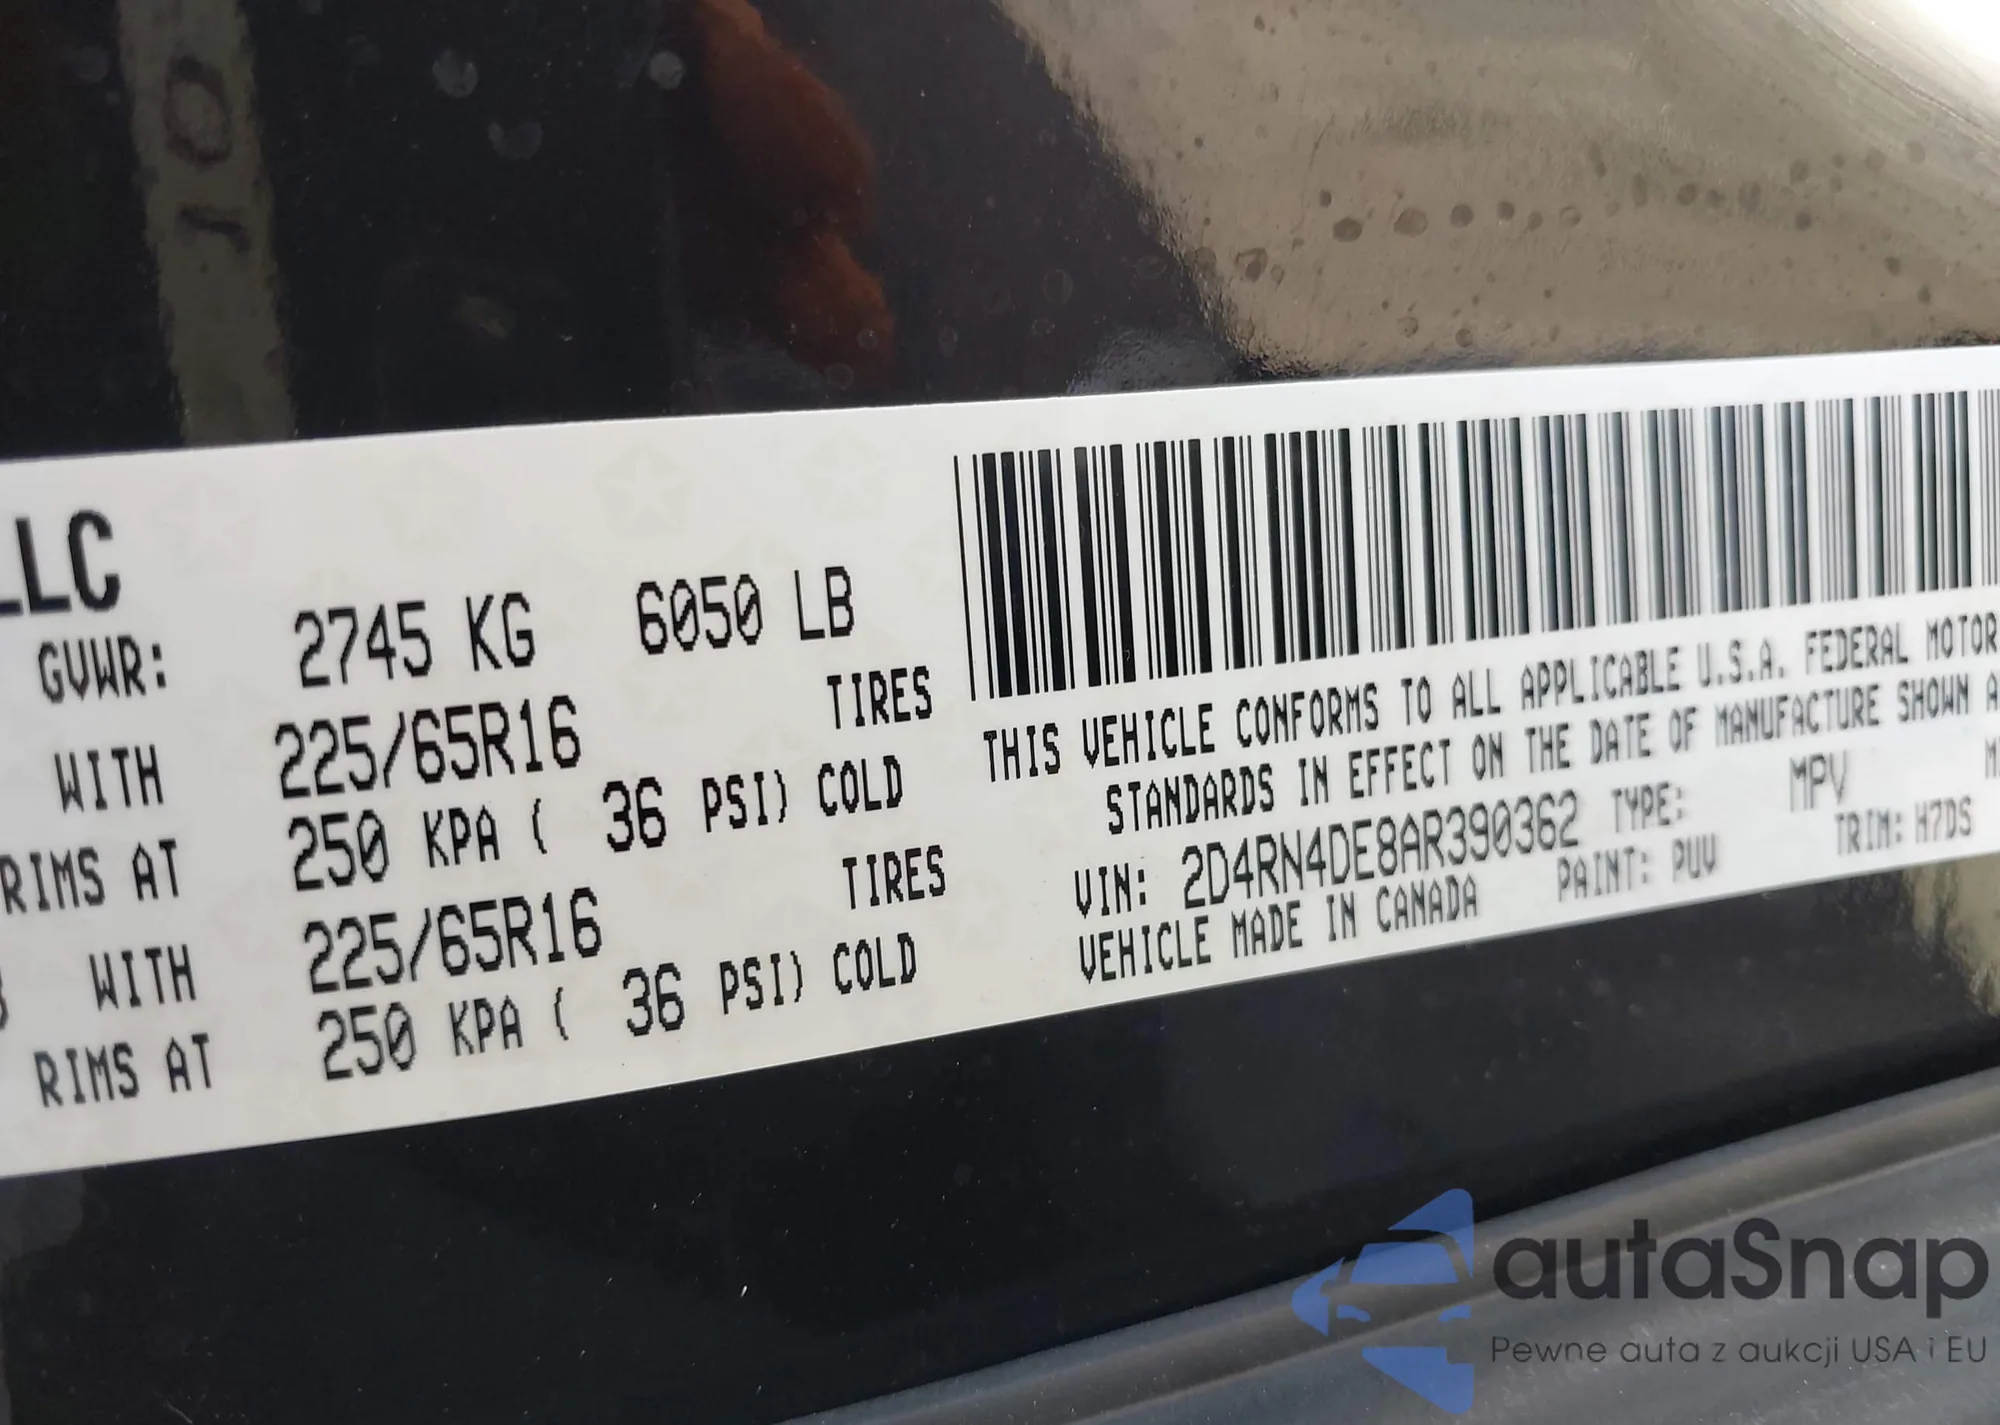 LLC
GVWR: 2745 KG 6050 LB
TIRES
WITH 225/65R16
RIMS AT 250 KPA ( 36 PSI) COLD
TIRES
WITH 225/65R16
RIMS AT 250 KPA ( 36 PSI) COLD
THIS VEHICLE CONFORMS TO ALL APPLICABLE U.S.A. FEDERAL MOTOR
STANDARDS IN EFFECT ON THE DATE OF MANUFACTURE SHOWN A
VIN: 2D4RN4DE8AR390362 TYPE: MPV
VEHICLE MADE IN CANADA PAINT: PUV TRIM: H7DS
autaSnap
Pewne auta z aukcji USA i EU